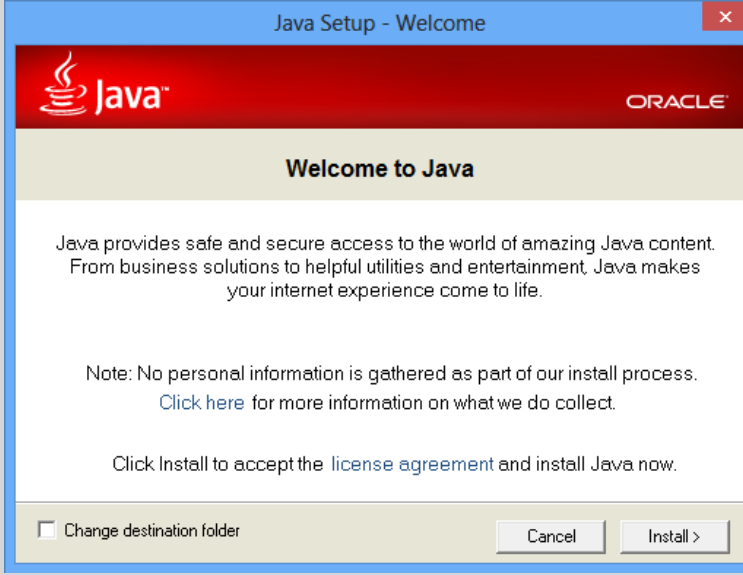 Java Setup - Welcome
Java™
ORACLE
Welcome to Java
Java provides safe and secure access to the world of amazing Java content.
From business solutions to helpful utilities and entertainment, Java makes
your internet experience come to life.
Note: No personal information is gathered as part of our install process.
Click here for more information on what we do collect.
Click Install to accept the license agreement and install Java now.
Change destination folder
Cancel
Install >